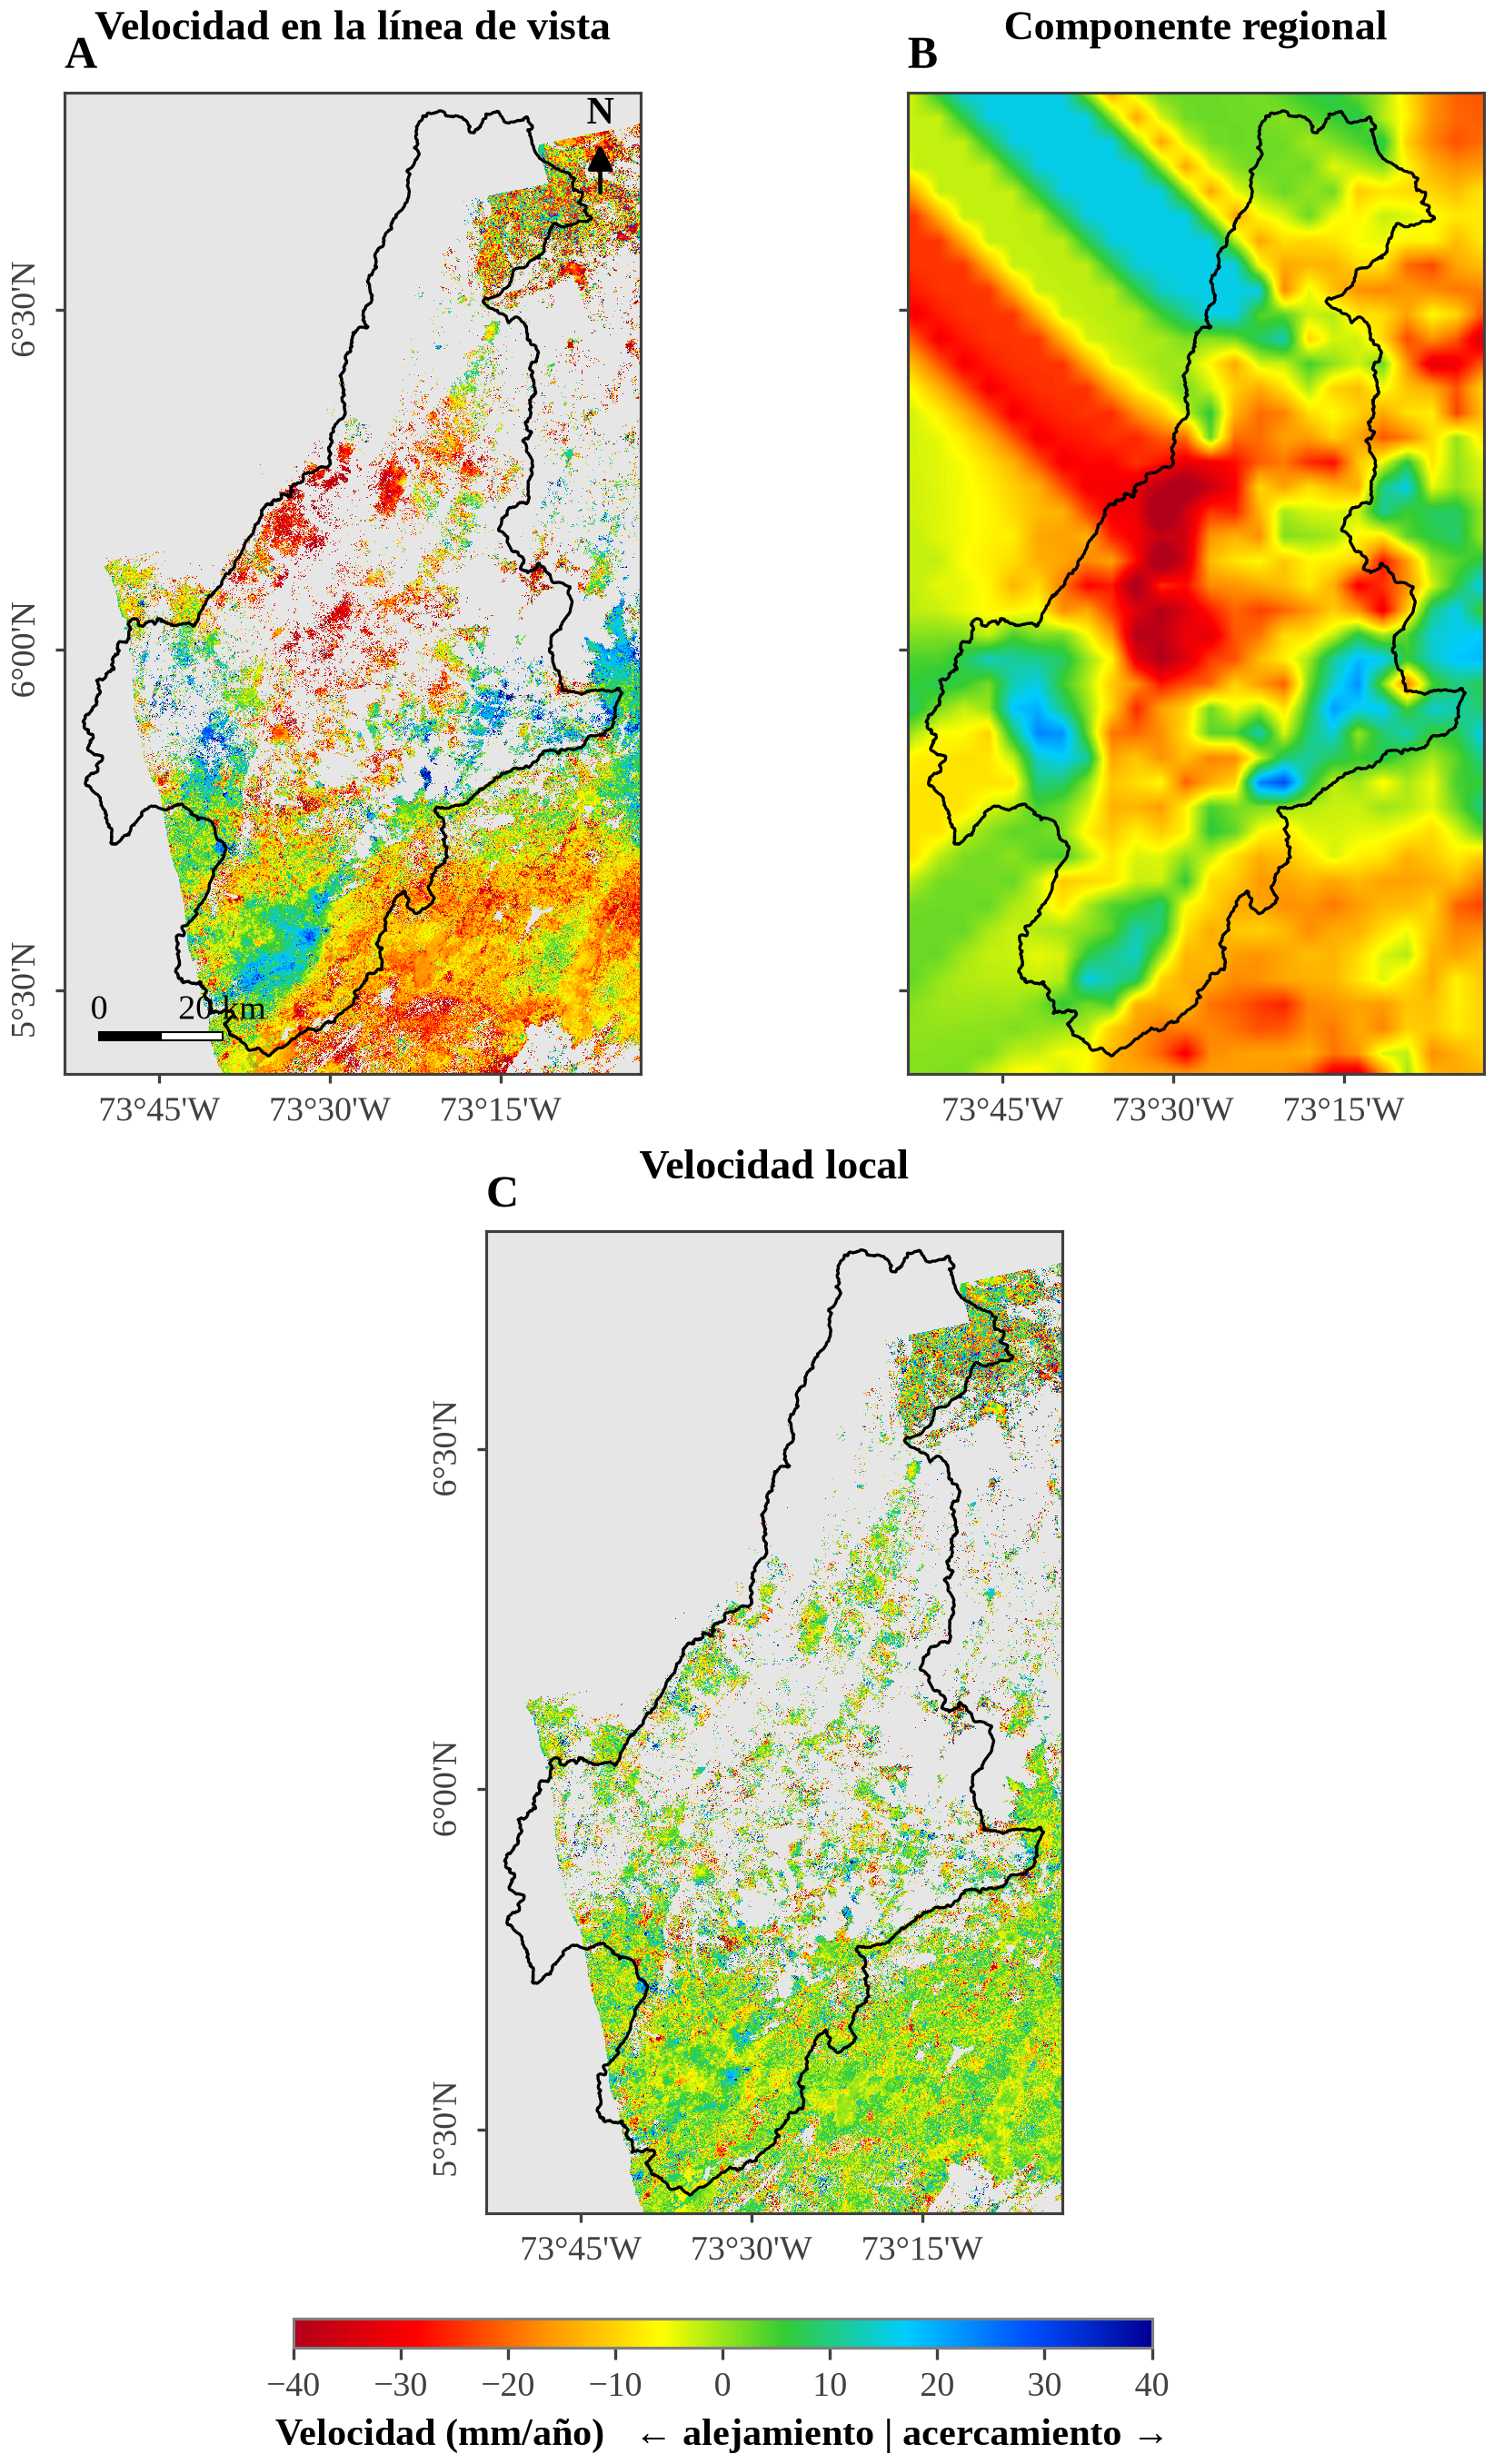 Velocidad en la línea de vista
A
N
6°30'N
6°00'N
5°30'N
0 20 km
73°45'W 73°30'W 73°15'W
Componente regional
B
73°45'W 73°30'W 73°15'W
Velocidad local
C
6°30'N
6°00'N
5°30'N
73°45'W 73°30'W 73°15'W
−40 −30 −20 −10 0 10 20 30 40
Velocidad (mm/año) ← alejamiento | acercamiento →